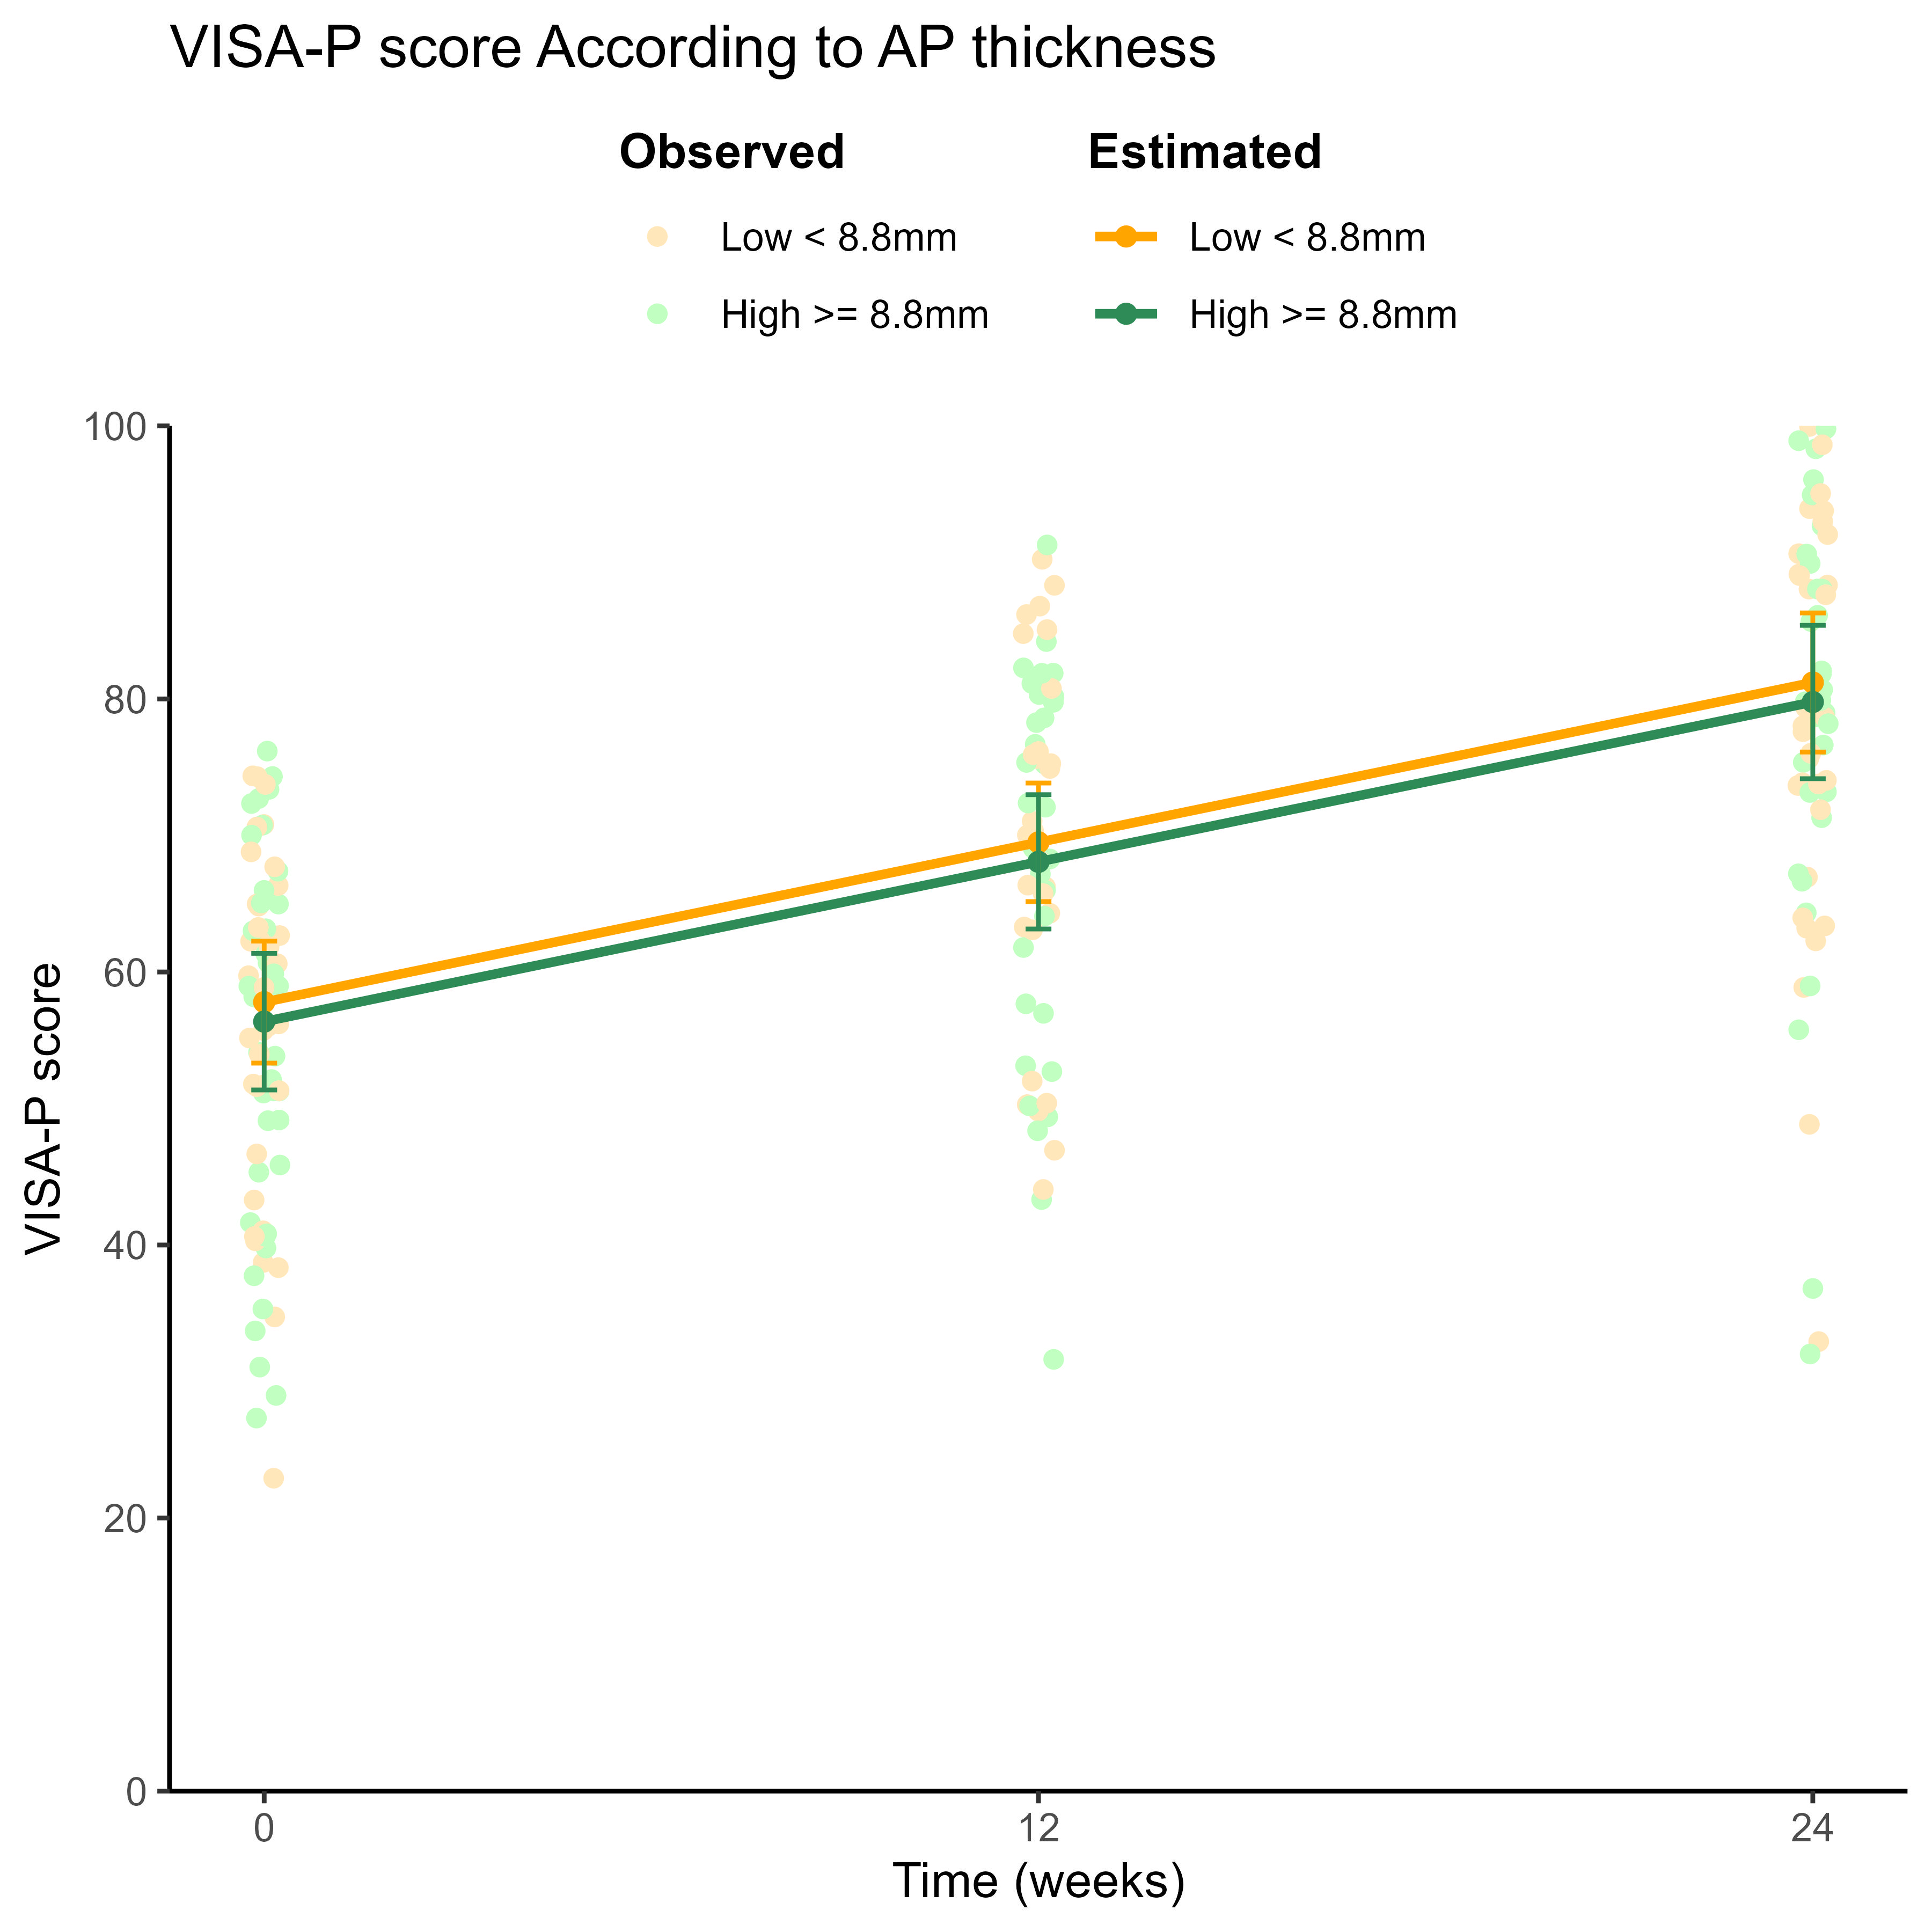 VISA-P score According to AP thickness
Observed
Low < 8.8mm
High >= 8.8mm
Estimated
Low < 8.8mm
High >= 8.8mm
VISA-P score
100
80
60
40
20
0
0 12 24
Time (weeks)